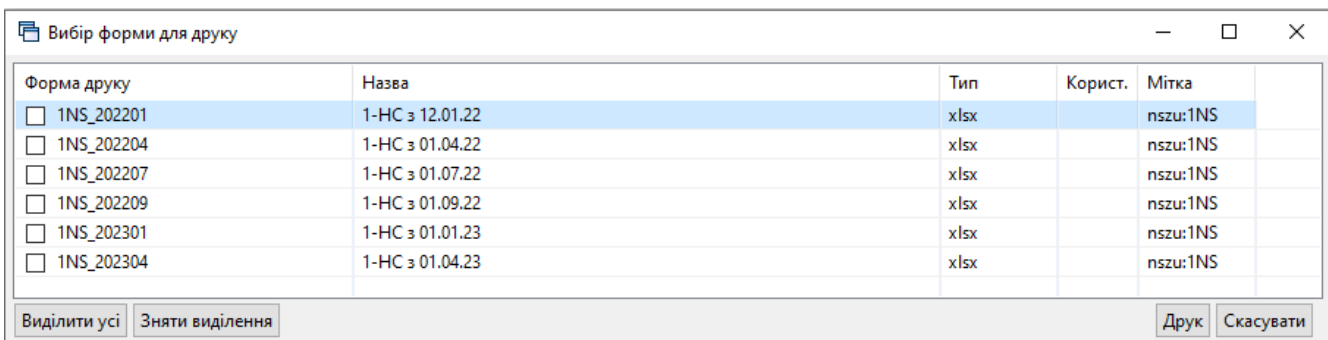 Вибір форми для друку
Форма друку Назва Тип Корист. Мітка
1NS_202201 1-НС з 12.01.22 xlsx nszu:1NS
1NS_202204 1-НС з 01.04.22 xlsx nszu:1NS
1NS_202207 1-НС з 01.07.22 xlsx nszu:1NS
1NS_202209 1-НС з 01.09.22 xlsx nszu:1NS
1NS_202301 1-НС з 01.01.23 xlsx nszu:1NS
1NS_202304 1-НС з 01.04.23 xlsx nszu:1NS
Виділити усі Зняти виділення Друк Скасувати